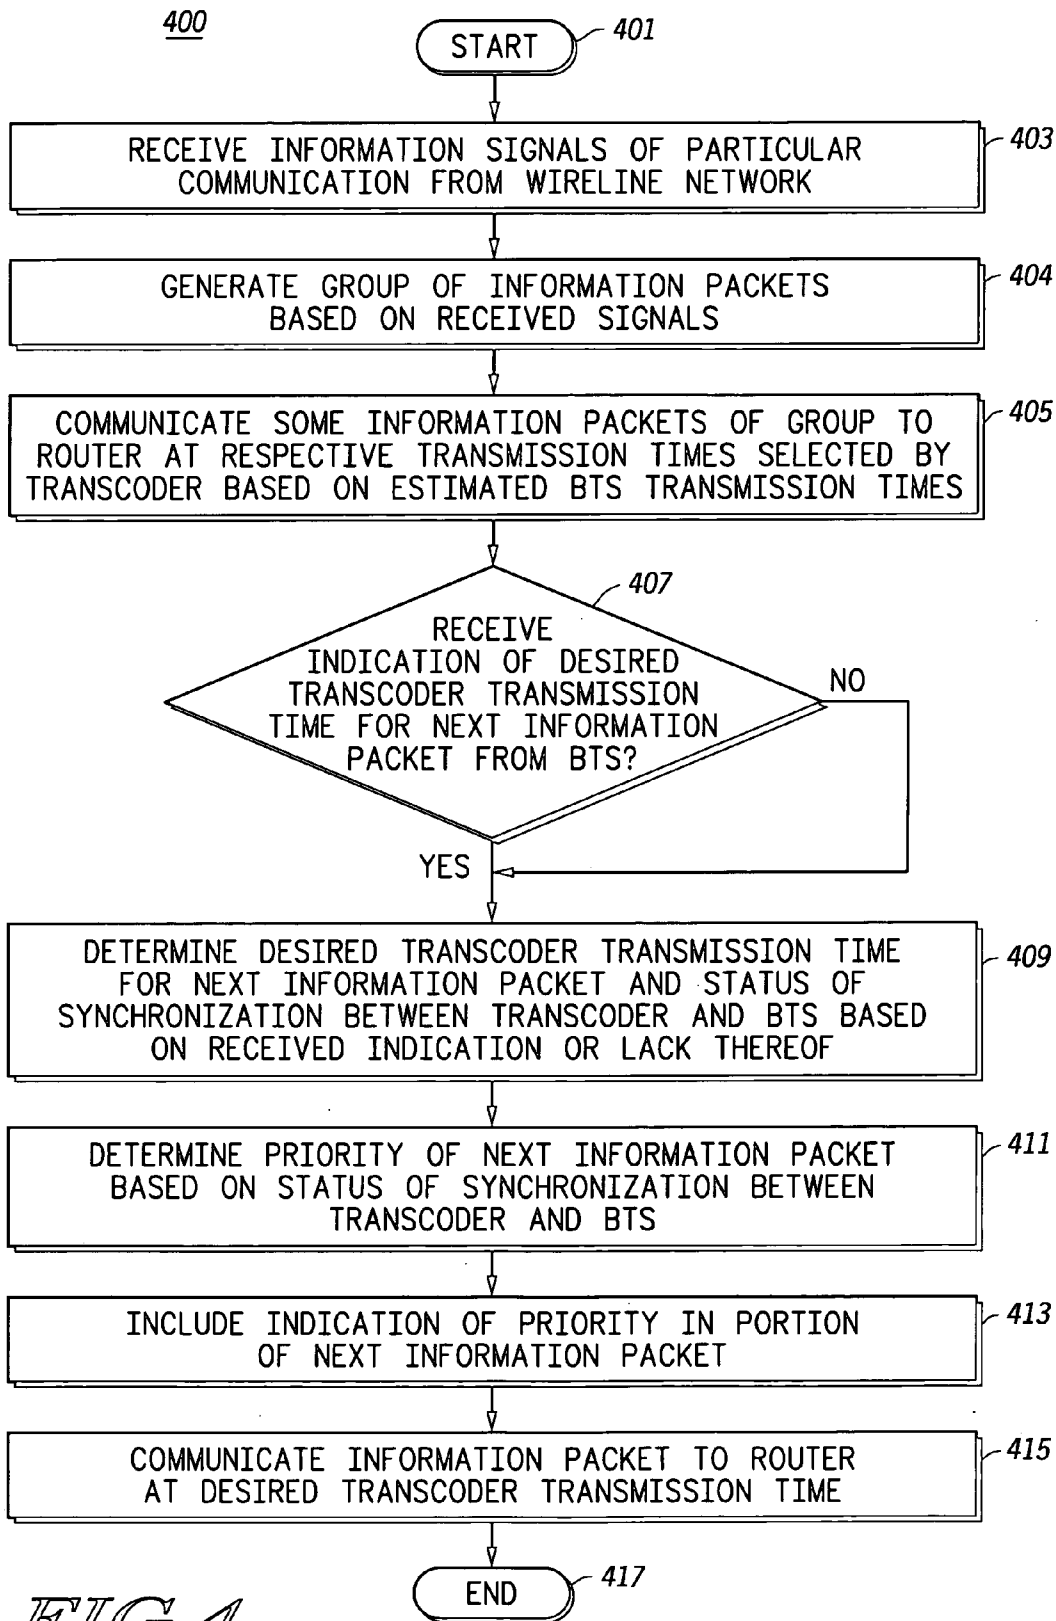 400
START
401
RECEIVE INFORMATION SIGNALS OF PARTICULAR
COMMUNICATION FROM WIRELINE NETWORK
403
GENERATE GROUP OF INFORMATION PACKETS
BASED ON RECEIVED SIGNALS
404
COMMUNICATE SOME INFORMATION PACKETS OF GROUP TO
ROUTER AT RESPECTIVE TRANSMISSION TIMES SELECTED BY
TRANSCODER BASED ON ESTIMATED BTS TRANSMISSION TIMES
405
407
RECEIVE
INDICATION OF DESIRED
TRANSCODER TRANSMISSION
TIME FOR NEXT INFORMATION
PACKET FROM BTS?
NO
YES
DETERMINE DESIRED TRANSCODER TRANSMISSION TIME
FOR NEXT INFORMATION PACKET AND STATUS OF
SYNCHRONIZATION BETWEEN TRANSCODER AND BTS BASED
ON RECEIVED INDICATION OR LACK THEREOF
409
DETERMINE PRIORITY OF NEXT INFORMATION PACKET
BASED ON STATUS OF SYNCHRONIZATION BETWEEN
TRANSCODER AND BTS
411
INCLUDE INDICATION OF PRIORITY IN PORTION
OF NEXT INFORMATION PACKET
413
COMMUNICATE INFORMATION PACKET TO ROUTER
AT DESIRED TRANSCODER TRANSMISSION TIME
415
END
417
FIG. 4